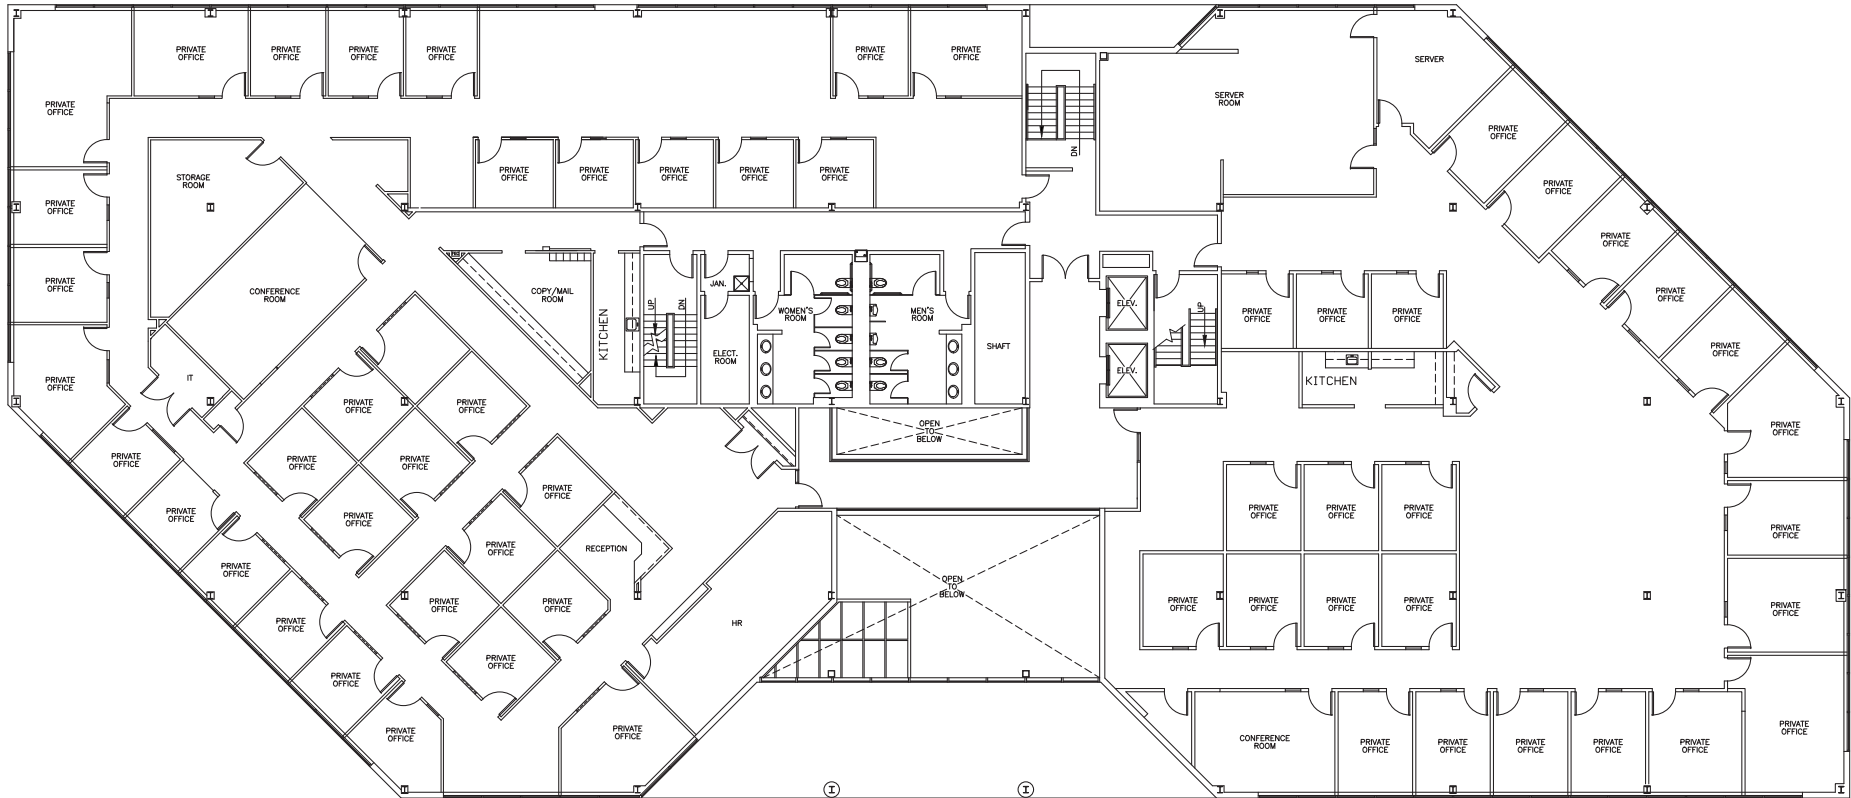 PRIVATE
OFFICE
PRIVATE
OFFICE
PRIVATE
OFFICE
PRIVATE
OFFICE
PRIVATE
OFFICE
PRIVATE
OFFICE
SERVER
PRIVATE
OFFICE
SERVER
ROOM
PRIVATE
OFFICE
DN
PRIVATE
OFFICE
PRIVATE
OFFICE
PRIVATE
OFFICE
PRIVATE
OFFICE
PRIVATE
OFFICE
STORAGE
ROOM
PRIVATE
OFFICE
PRIVATE
OFFICE
PRIVATE
OFFICE
PRIVATE
OFFICE
JAN.
CONFERENCE
ROOM
COPY/MAIL
ROOM
UP
DN
ELEV.
PRIVATE
OFFICE
UP
WOMEN'S
ROOM
MEN'S
ROOM
PRIVATE
OFFICE
PRIVATE
OFFICE
PRIVATE
OFFICE
KITCHEN
SHAFT
PRIVATE
OFFICE
ELECT.
ROOM
ELEV.
IT
PRIVATE
OFFICE
KITCHEN
PRIVATE
OFFICE
PRIVATE
OFFICE
OPEN
TO
BELOW
PRIVATE
OFFICE
PRIVATE
OFFICE
PRIVATE
OFFICE
PRIVATE
OFFICE
PRIVATE
OFFICE
PRIVATE
OFFICE
PRIVATE
OFFICE
PRIVATE
OFFICE
PRIVATE
OFFICE
PRIVATE
OFFICE
PRIVATE
OFFICE
PRIVATE
OFFICE
RECEPTION
PRIVATE
OFFICE
OPEN
TO
BELOW
PRIVATE
OFFICE
PRIVATE
OFFICE
PRIVATE
OFFICE
PRIVATE
OFFICE
PRIVATE
OFFICE
PRIVATE
OFFICE
PRIVATE
OFFICE
HR
PRIVATE
OFFICE
PRIVATE
OFFICE
PRIVATE
OFFICE
PRIVATE
OFFICE
PRIVATE
OFFICE
PRIVATE
OFFICE
CONFERENCE
ROOM
PRIVATE
OFFICE
PRIVATE
OFFICE
PRIVATE
OFFICE
PRIVATE
OFFICE
PRIVATE
OFFICE